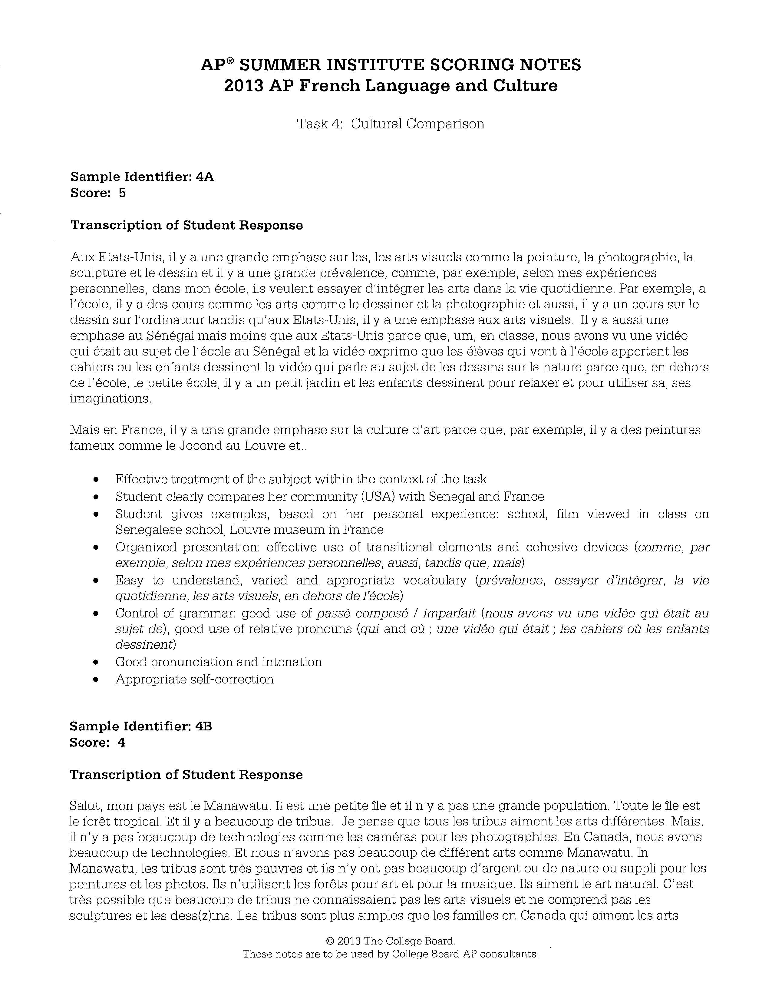 AP® SUMMER INSTITUTE SCORING NOTES
2013 AP French Language and Culture
Task 4: Cultural Comparison
Sample Identifier: 4A
Score: 5
Transcription of Student Response
Aux Etats-Unis, il y a une grande emphase sur les, les arts visuels comme la peinture, la photographie, la
sculpture et le dessin et il y a une grande prévalence, comme, par exemple, selon mes expériences
personnelles, dans mon école, ils veulent essayer d'intégrer les arts dans la vie quotidienne. Par exemple, a
l'école, il y a des cours comme les arts comme le dessiner et la photographie et aussi, il y a un cours sur le
dessin sur l'ordinateur tandis qu'aux Etats-Unis, il y a une emphase aux arts visuels. Il y a aussi une
emphase au Sénégal mais moins que aux Etats-Unis parce que, um, en classe, nous avons vu une vidéo
qui était au sujet de l'école au Sénégal et la vidéo exprime que les élèves qui vont à l'école apportent les
cahiers ou les enfants dessinent la vidéo qui parle au sujet de les dessins sur la nature parce que, en dehors
de l'école, le petite école, il y a un petit jardin et les enfants dessinent pour relaxer et pour utiliser sa, ses
imaginations.
Mais en France, il y a une grande emphase sur la culture d'art parce que, par exemple, il y a des peintures
fameux comme le Jocond au Louvre et..
• Effective treatment of the subject within the context of the task
• Student clearly compares her community (USA) with Senegal and France
• Student gives examples, based on her personal experience: school, film viewed in class on
Senegalese school, Louvre museum in France
• Organized presentation: effective use of transitional elements and cohesive devices (comme, par
exemple, selon mes expériences personnelles, aussi, tandis que, mais)
• Easy to understand, varied and appropriate vocabulary (prévalence, essayer d'intégrer, la vie
quotidienne, les arts visuels, en dehors de l'école)
• Control of grammar: good use of passé composé / imparfait (nous avons vu une vidéo qui était au
sujet de), good use of relative pronouns (qui and où ; une vidéo qui était ; les cahiers où les enfants
dessinent)
• Good pronunciation and intonation
• Appropriate self-correction
Sample Identifier: 4B
Score: 4
Transcription of Student Response
Salut, mon pays est le Manawatu. Il est une petite île et il n'y a pas une grande population. Toute le île est
le forêt tropical. Et il y a beaucoup de tribus. Je pense que tous les tribus aiment les arts différentes. Mais,
il n'y a pas beaucoup de technologies comme les caméras pour les photographies. En Canada, nous avons
beaucoup de technologies. Et nous n'avons pas beaucoup de différent arts comme Manawatu. In
Manawatu, les tribus sont très pauvres et ils n'y ont pas beaucoup d'argent ou de nature ou suppli pour les
peintures et les photos. Ils n'utilisent les forêts pour art et pour la musique. Ils aiment le art natural. C'est
très possible que beaucoup de tribus ne connaissaient pas les arts visuels et ne comprend pas les
sculptures et les dess(z)ins. Les tribus sont plus simples que les familles en Canada qui aiment les arts
© 2013 The College Board.
These notes are to be used by College Board AP consultants.